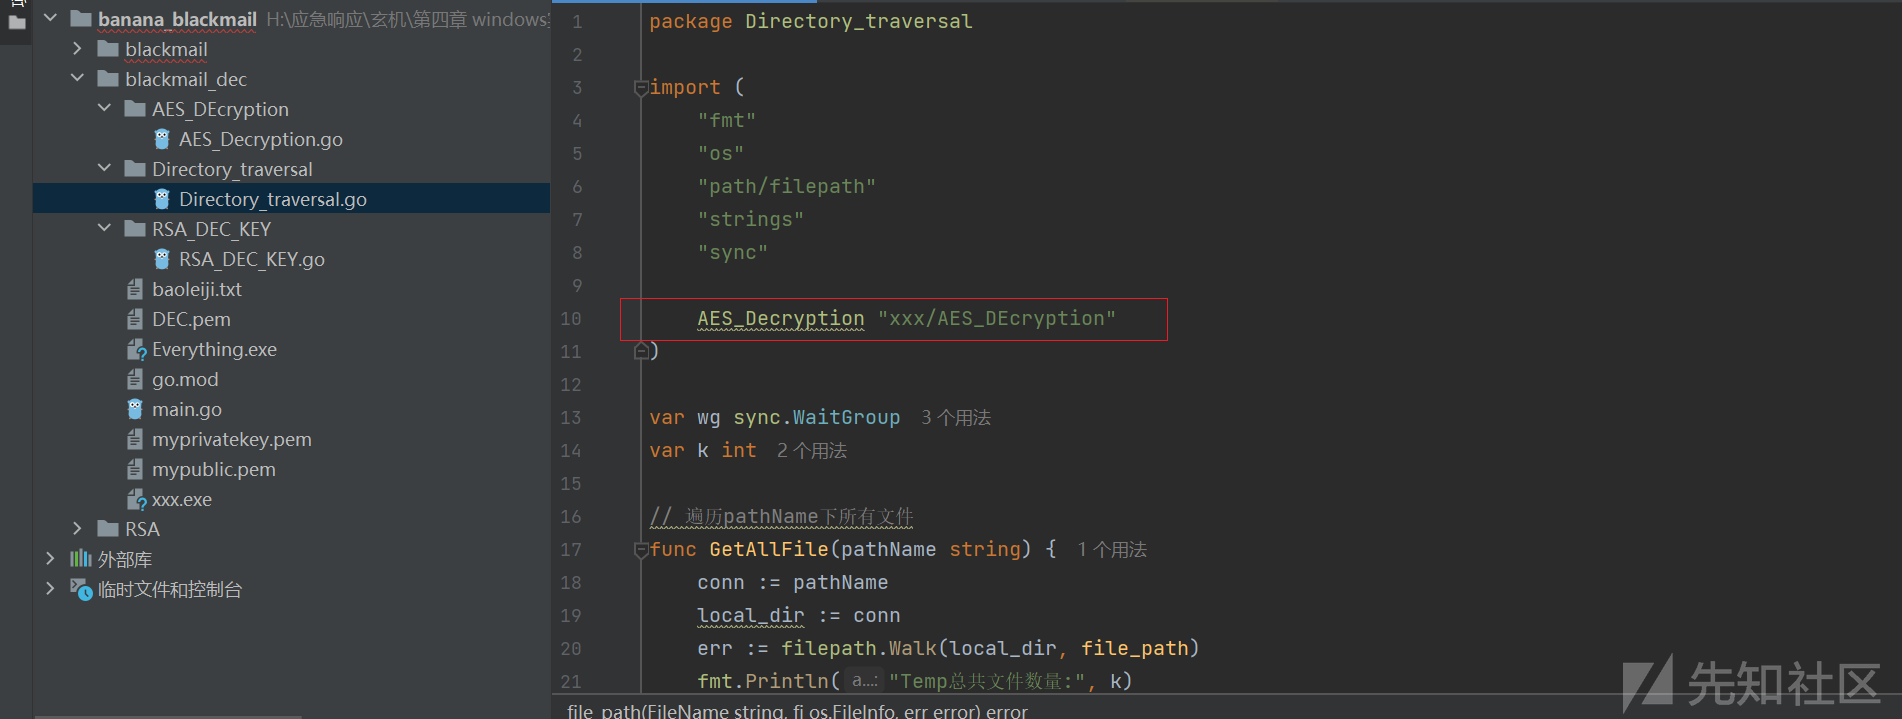 banana_blackmail H:\应急响应\玄机\第四章 windows
blackmail
blackmail_dec
AES_DEcryption
AES_Decryption.go
Directory_traversal
Directory_traversal.go
RSA_DEC_KEY
RSA_DEC_KEY.go
baoleiji.txt
DEC.pem
Everything.exe
go.mod
main.go
myprivatekey.pem
mypublic.pem
xxx.exe
RSA
外部库
临时文件和控制台
1 package Directory_traversal
2
3 import (
4 "fmt"
5 "os"
6 "path/filepath"
7 "strings"
8 "sync"
9
10 AES_Decryption "xxx/AES_DEcryption"
11 )
12
13 var wg sync.WaitGroup 3 个用法
14 var k int 2 个用法
15
16 // 遍历pathName下所有文件
17 func GetAllFile(pathName string) { 1 个用法
18 conn := pathName
19 local_dir := conn
20 err := filepath.Walk(local_dir, file_path)
21 fmt.Println( a...: "Temp总共文件数量:", k)
file_path(FileName string, fi os.FileInfo, err error) error
先知社区